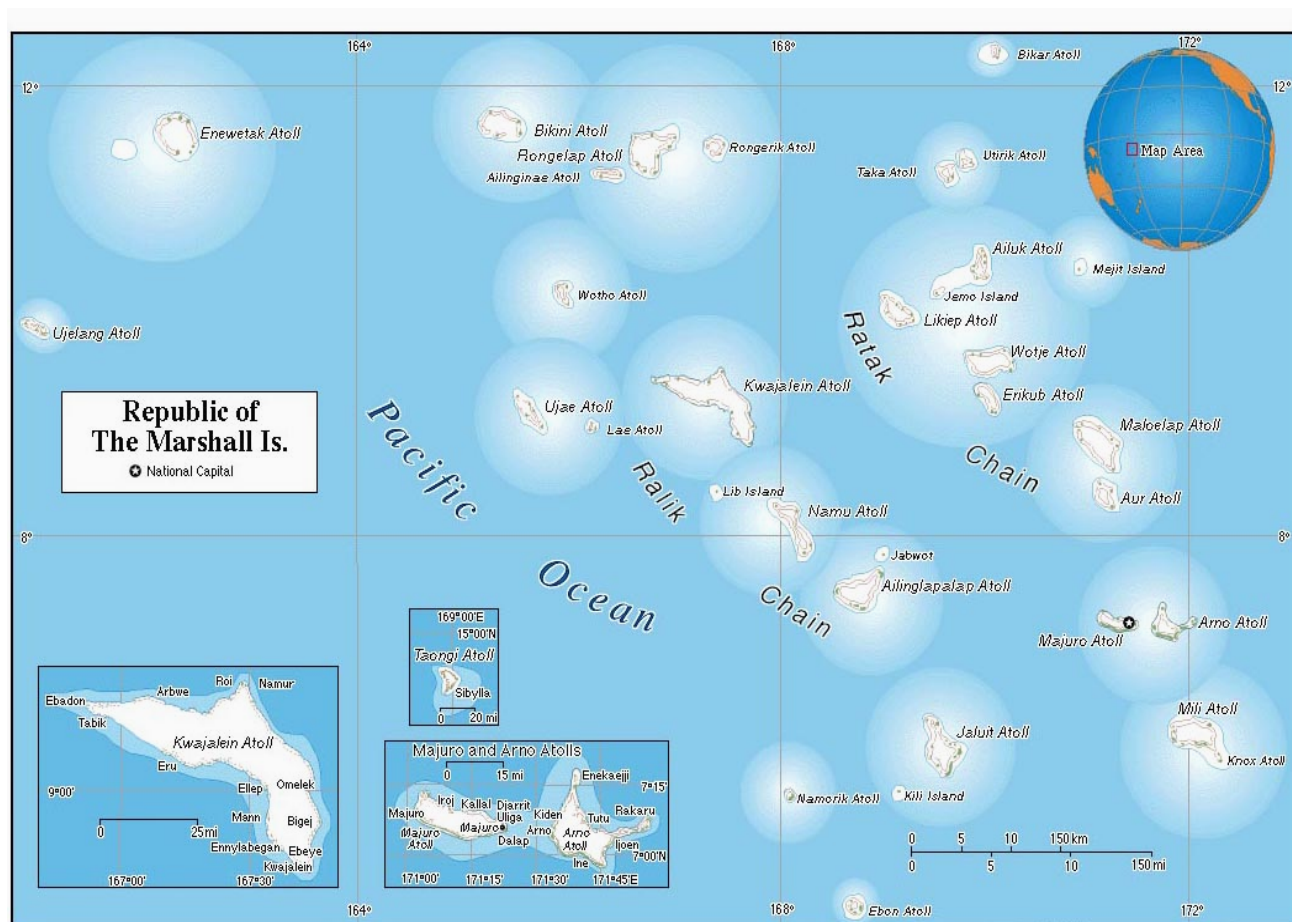 164°
168°
172°
12°
12°
Bikar Atoll
Enewetak Atoll
Bikini Atoll
Rongelap Atoll
Rongerik Atoll
Ailinginae Atoll
Utirik Atoll
Taka Atoll
Map Area
Ailuk Atoll
Mejit Island
Jemo Island
Wotho Atoll
Likiep Atoll
Ujelang Atoll
Ratak
Wotje Atoll
Kwajalein Atoll
Erikub Atoll
Republic of
The Marshall Is.
National Capital
Ujae Atoll
Lae Atoll
Maloelap Atoll
Pacific
Chain
Ralik
Lib Island
Aur Atoll
Namu Atoll
8°
8°
Jabwot
Ocean
Ailinglapalap Atoll
Chain
Majuro Atoll
Arno Atoll
169°00'E
15°00'N
Taongi Atoll
Sibylla
0 20 mi
Roi
Namur
Arbwe
Ebadon
Tabik
Kwajalein Atoll
Eru
Ellep
Omelek
9°00'
Mann
Bigej
0 25mi
Ennylabegan
Ebeye
Kwajalein
167°00'
167°30'
Majuro and Arno Atolls
0 15 mi
Enekaejji
7°15'
Iroj
Kallal
Djarrit
Majuro
Uliga
Kiden
Tutu
Rakaru
Majuro
Majuro
Atoll
Dalap
Arno
Arno
Atoll
Ijoen
7°00'N
Ine
171°00'
171°15'
171°30'
171°45'E
Mili Atoll
Jaluit Atoll
Knox Atoll
Namorik Atoll
Kili Island
0 5 10 150 km
0 5 150 mi
Ebon Atoll
164°
168°
172°